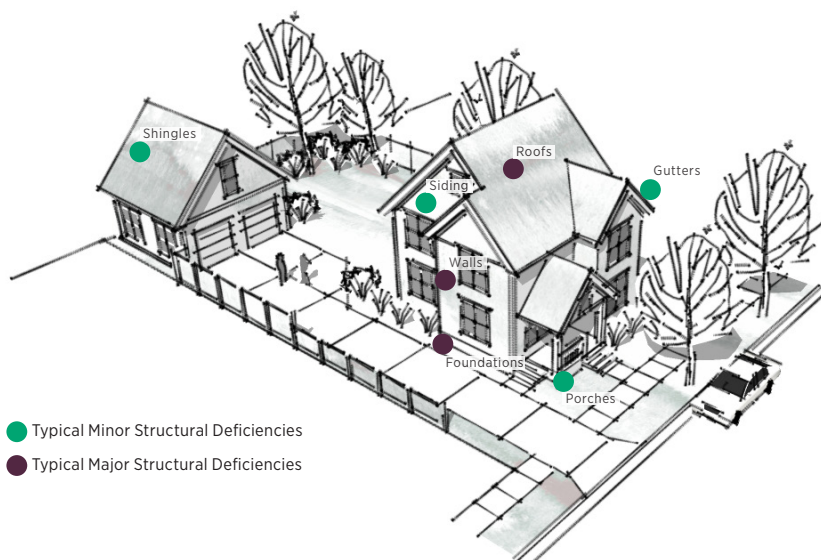 Shingles
Roofs
Gutters
Siding
Walls
Foundations
Porches
Typical Minor Structural Deficiencies
Typical Major Structural Deficiencies